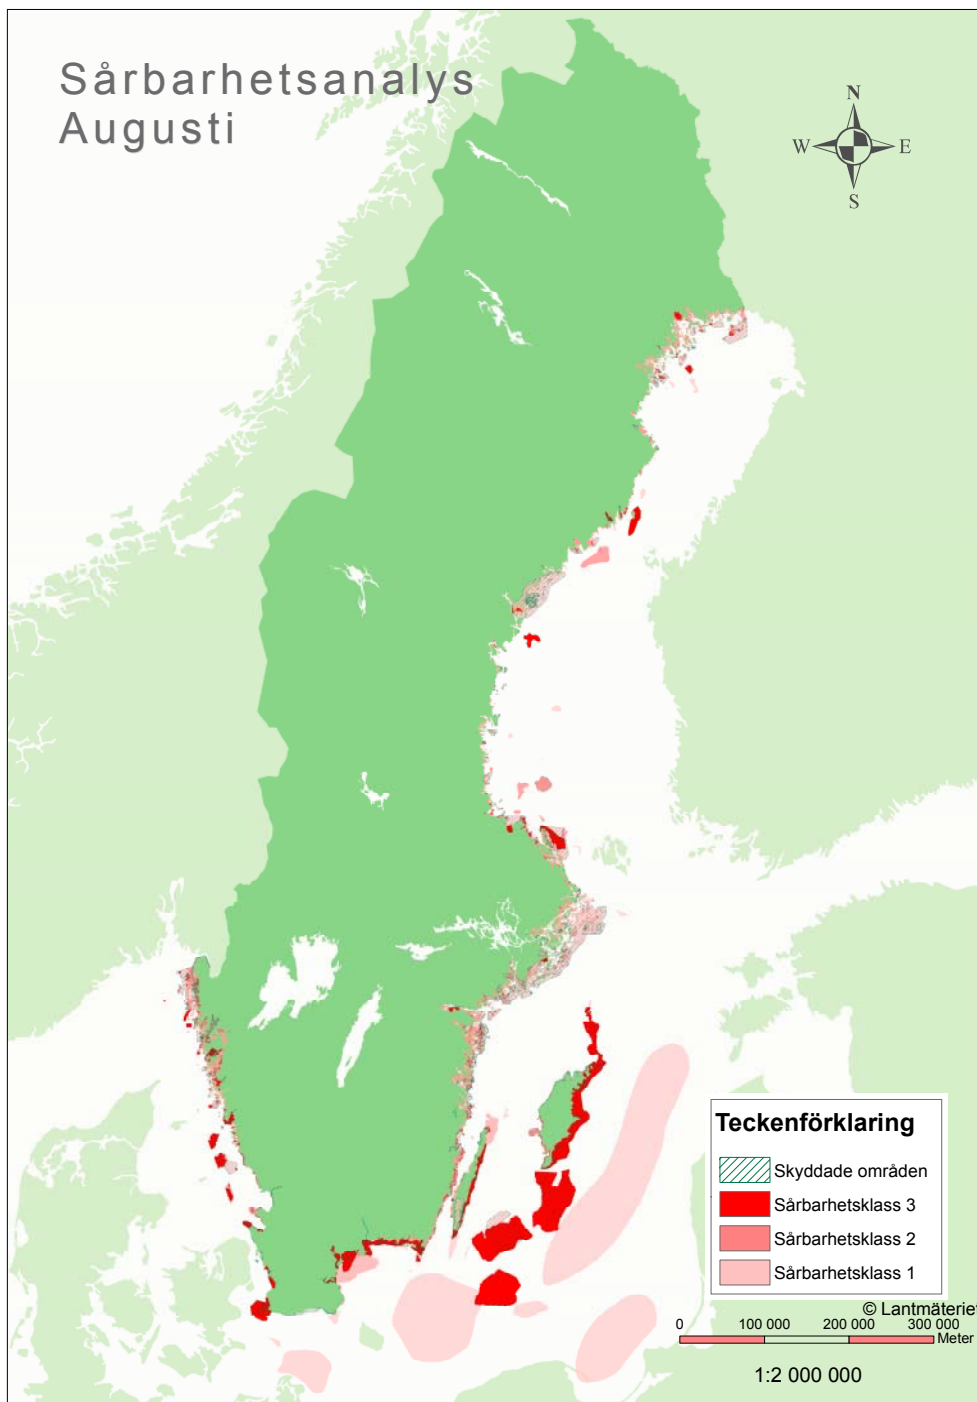 Sårbarhetsanalys
Augusti
N
W E
S
Teckenförklaring
Skyddade områden
Sårbarhetsklass 3
Sårbarhetsklass 2
Sårbarhetsklass 1
© Lantmäteriet
0 100 000 200 000 300 000
Meter
1:2 000 000